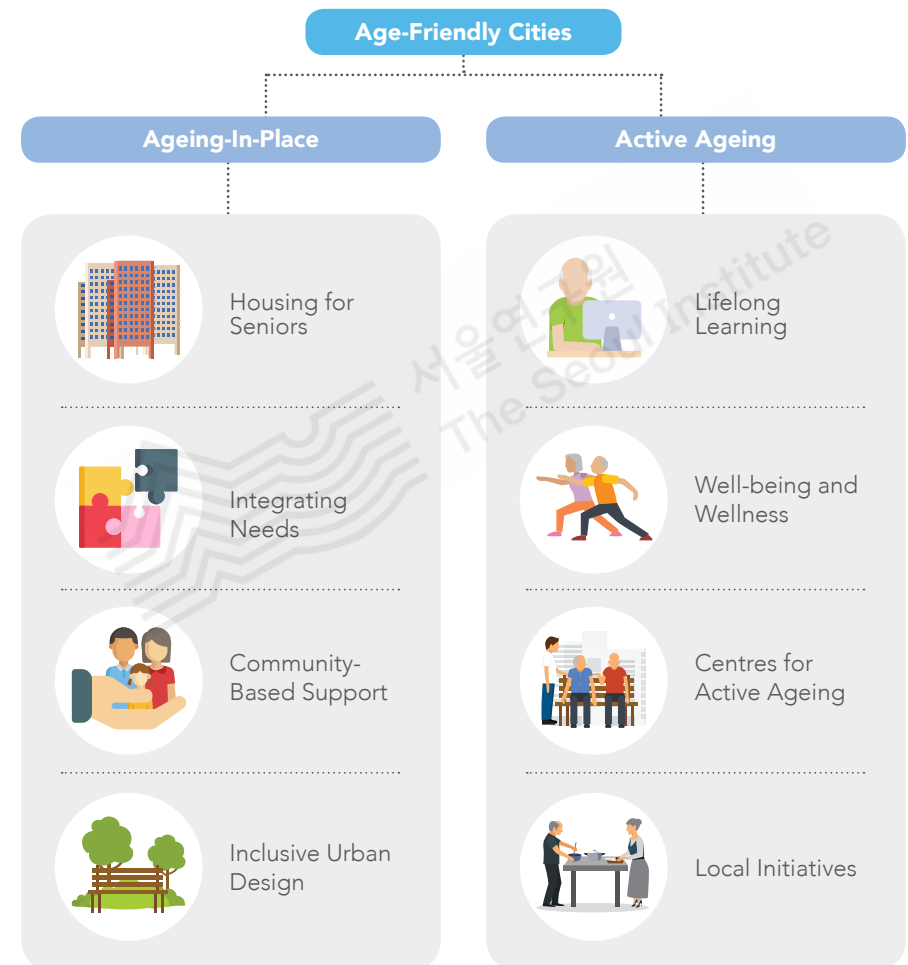 Age-Friendly Cities
Ageing-In-Place
Housing for
Seniors
Integrating
Needs
Community-
Based Support
Inclusive Urban
Design
Active Ageing
Lifelong
Learning
Well-being and
Wellness
Centres for
Active Ageing
Local Initiatives
서울연구원
The Seoul Institute